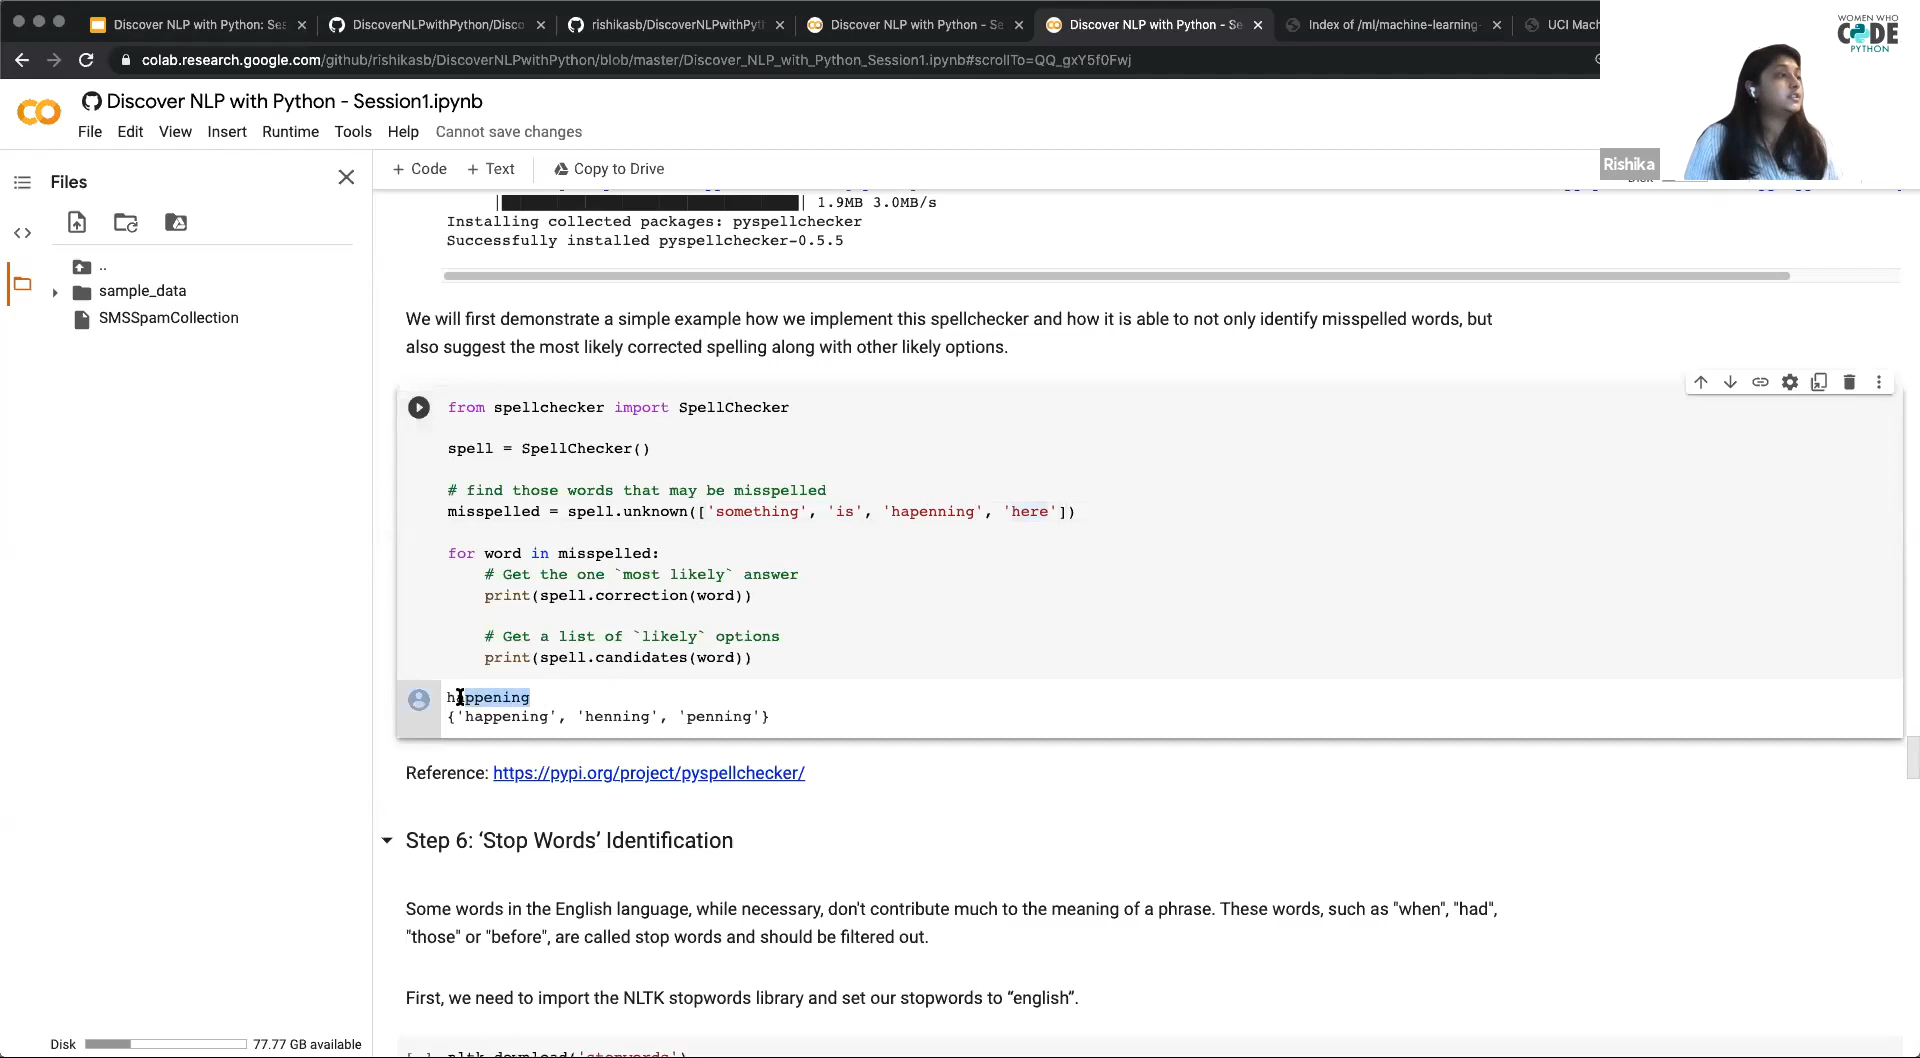 Discover NLP with Python: Ses
DiscoverNLPwithPython/Disco
rishikasb/DiscoverNLPwithPyt
Discover NLP with Python - Se
Discover NLP with Python - Se
Index of /ml/machine-learning-
UCI Mach
WOMEN WHO
CODE
PYTHON
colab.research.google.com/github/rishikasb/DiscoverNLPwithPython/blob/master/Discover_NLP_with_Python_Session1.ipynb#scrollTo=QQ_gxY5f0Fwj
Discover NLP with Python - Session1.ipynb
File Edit View Insert Runtime Tools Help Cannot save changes
Rishika
Files
+ Code + Text Copy to Drive
..
sample_data
SMSSpamCollection
1.9MB 3.0MB/s
Installing collected packages: pyspellchecker
Successfully installed pyspellchecker-0.5.5
We will first demonstrate a simple example how we implement this spellchecker and how it is able to not only identify misspelled words, but
also suggest the most likely corrected spelling along with other likely options.
from spellchecker import SpellChecker
spell = SpellChecker()
# find those words that may be misspelled
misspelled = spell.unknown(['something', 'is', 'hapenning', 'here'])
for word in misspelled:
# Get the one `most likely` answer
print(spell.correction(word))
# Get a list of `likely` options
print(spell.candidates(word))
happening
{'happening', 'henning', 'penning'}
Reference: https://pypi.org/project/pyspellchecker/
Step 6: ‘Stop Words’ Identification
Some words in the English language, while necessary, don't contribute much to the meaning of a phrase. These words, such as "when", "had",
"those" or "before", are called stop words and should be filtered out.
First, we need to import the NLTK stopwords library and set our stopwords to “english”.
nltk.download('stopwords')
Disk 77.77 GB available